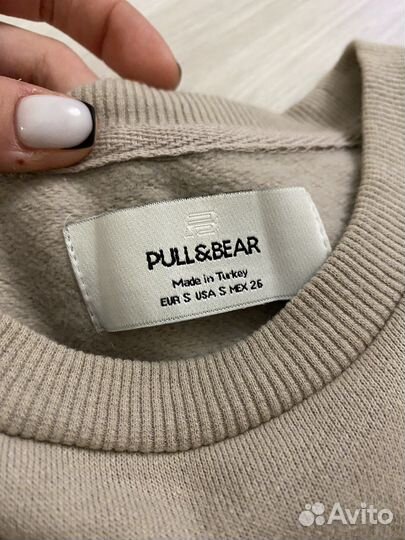 PULL&BEAR
Made in Turkey
EUR S USA S MEX 26
Avito